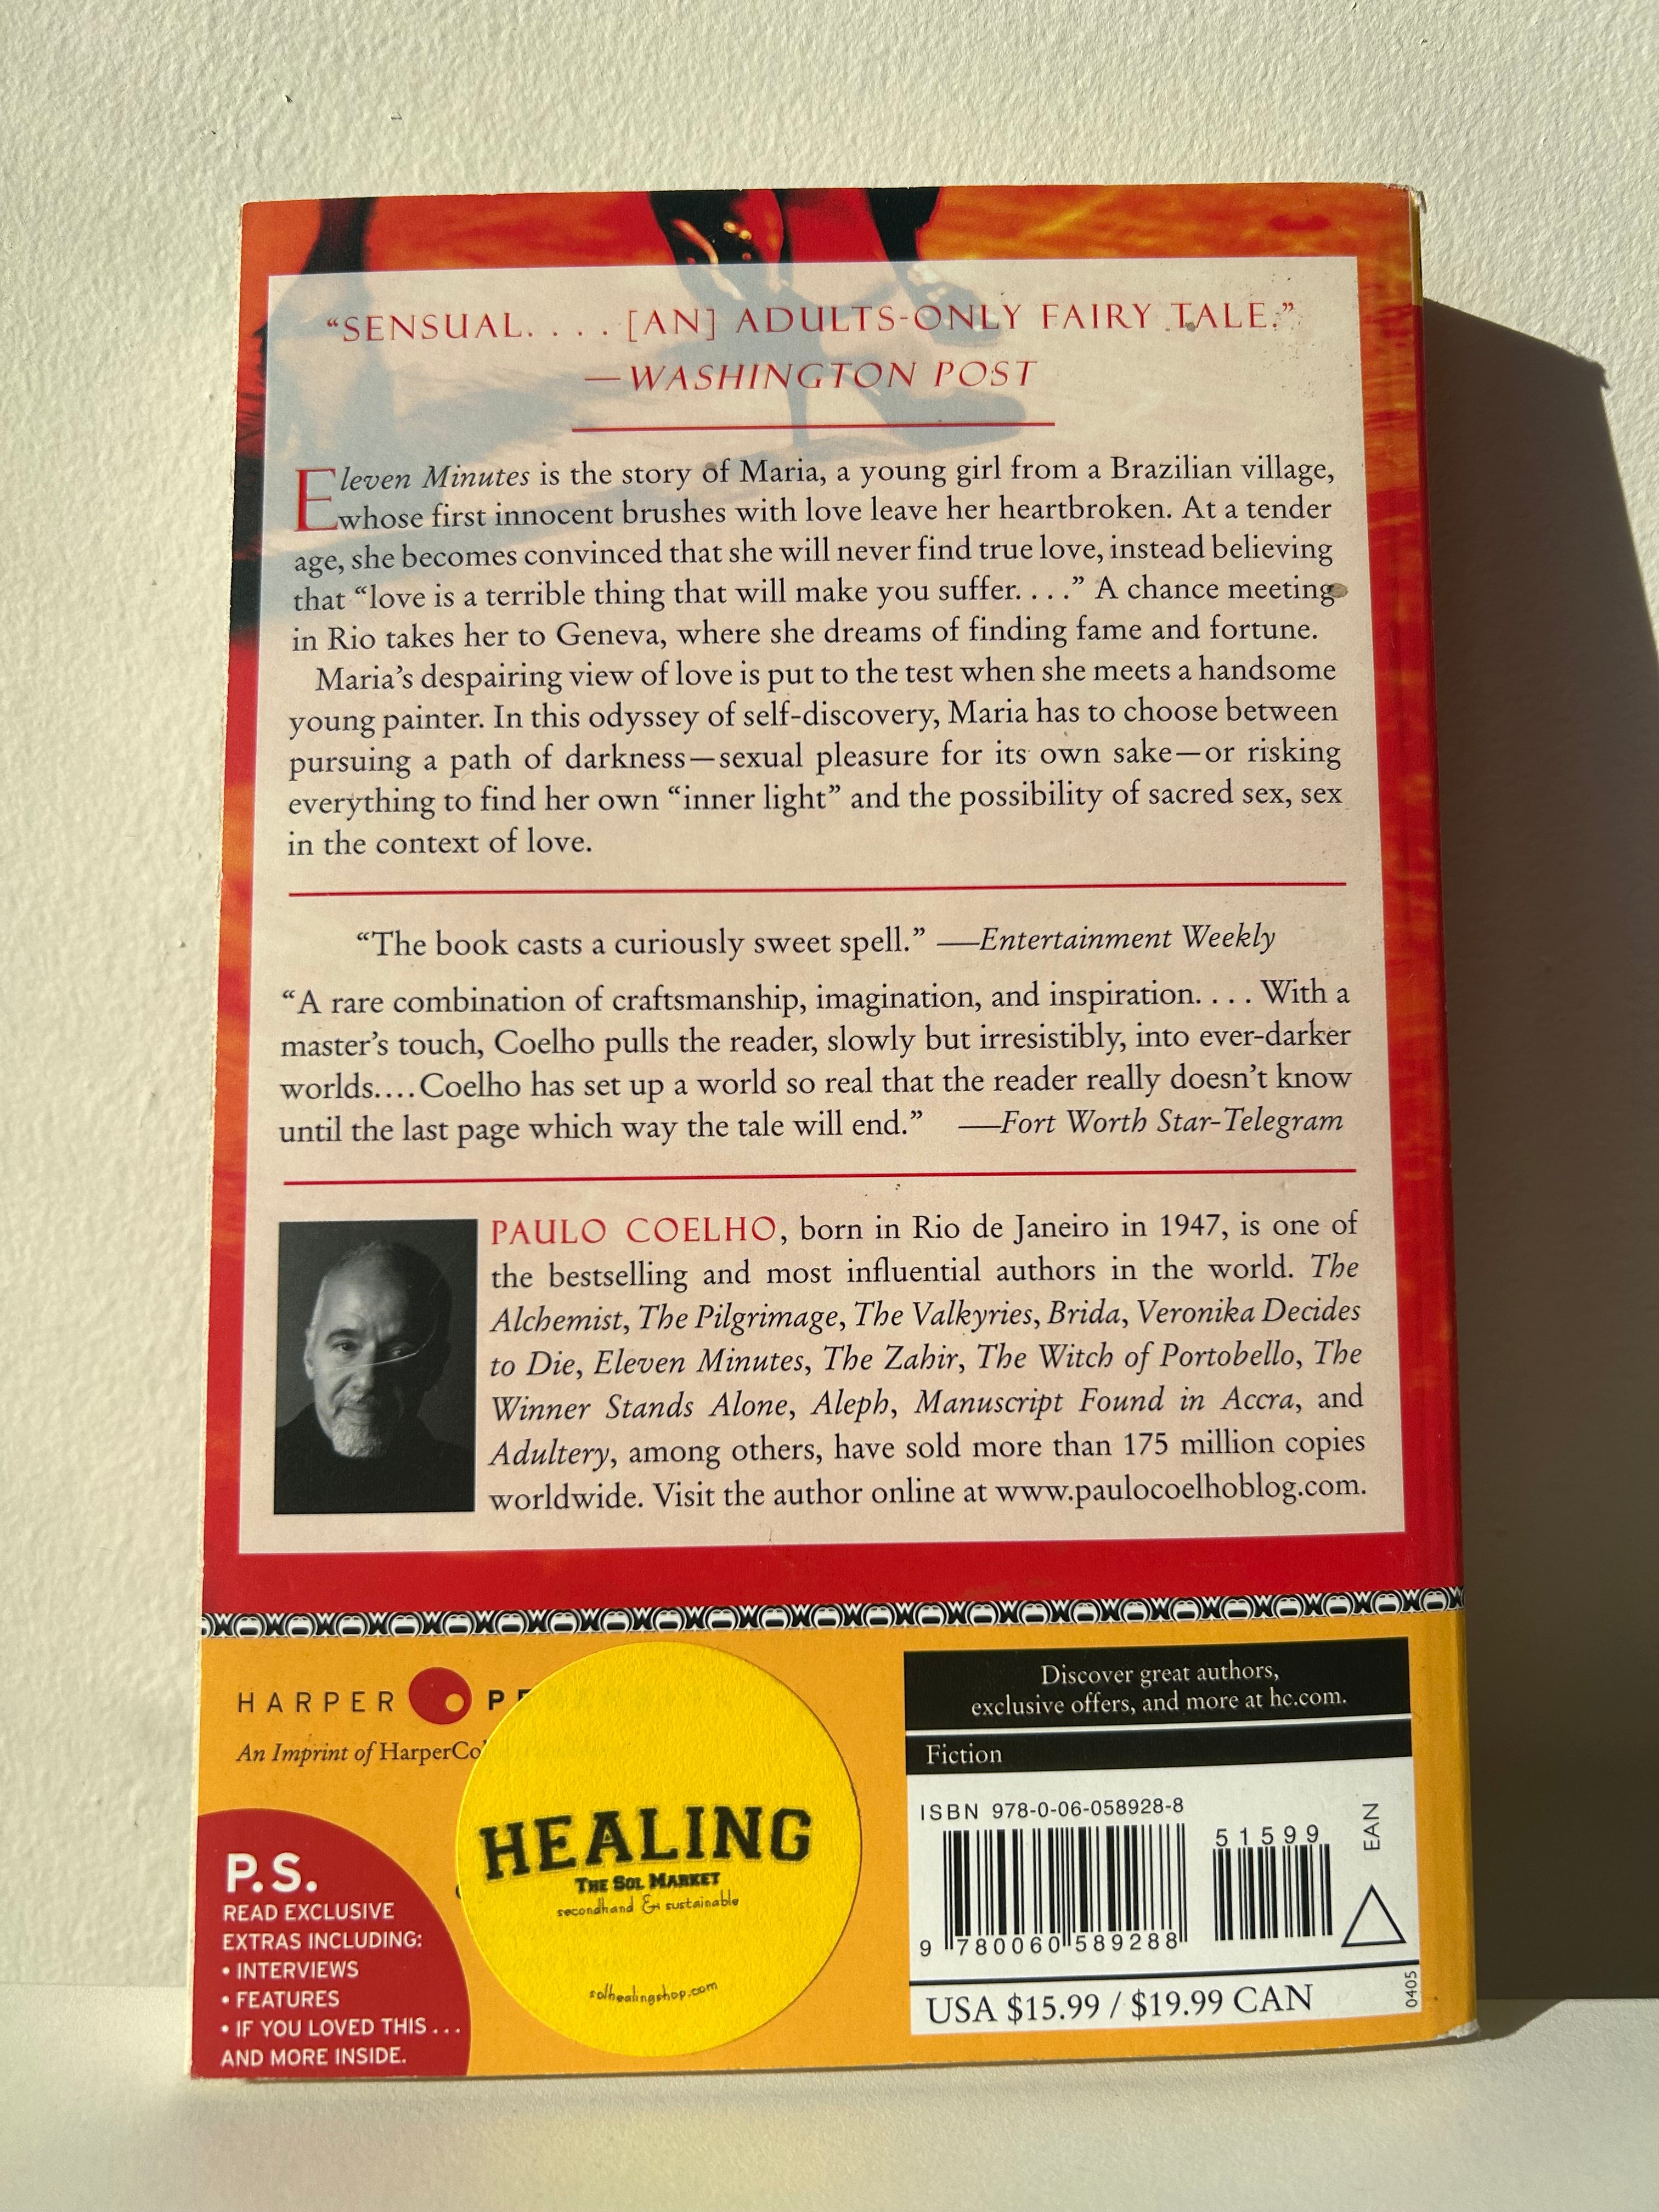 “SENSUAL. . . . [AN] ADULTS-ONLY FAIRY TALE.”
—WASHINGTON POST
Eleven Minutes is the story of Maria, a young girl from a Brazilian village,
whose first innocent brushes with love leave her heartbroken. At a tender
age, she becomes convinced that she will never find true love, instead believing
that “love is a terrible thing that will make you suffer. . . .” A chance meeting
in Rio takes her to Geneva, where she dreams of finding fame and fortune.
Maria’s despairing view of love is put to the test when she meets a handsome
young painter. In this odyssey of self-discovery, Maria has to choose between
pursuing a path of darkness—sexual pleasure for its own sake—or risking
everything to find her own “inner light” and the possibility of sacred sex, sex
in the context of love.
“The book casts a curiously sweet spell.” —Entertainment Weekly
“A rare combination of craftsmanship, imagination, and inspiration. . . . With a
master’s touch, Coelho pulls the reader, slowly but irresistibly, into ever-darker
worlds....Coelho has set up a world so real that the reader really doesn’t know
until the last page which way the tale will end.” —Fort Worth Star-Telegram
PAULO COELHO, born in Rio de Janeiro in 1947, is one of
the bestselling and most influential authors in the world. The
Alchemist, The Pilgrimage, The Valkyries, Brida, Veronika Decides
to Die, Eleven Minutes, The Zahir, The Witch of Portobello, The
Winner Stands Alone, Aleph, Manuscript Found in Accra, and
Adultery, among others, have sold more than 175 million copies
worldwide. Visit the author online at www.paulocoelhoblog.com.
HARPER
An Imprint of HarperCo
P.S.
READ EXCLUSIVE
EXTRAS INCLUDING:
• INTERVIEWS
• FEATURES
• IF YOU LOVED THIS . . .
AND MORE INSIDE.
HEALING
THE SOL MARKET
secondhand & sustainable
solhealingshop.com
Discover great authors,
exclusive offers, and more at hc.com.
Fiction
ISBN 978-0-06-058928-8
51599
EAN
9 780060 589288
USA $15.99 / $19.99 CAN
0405